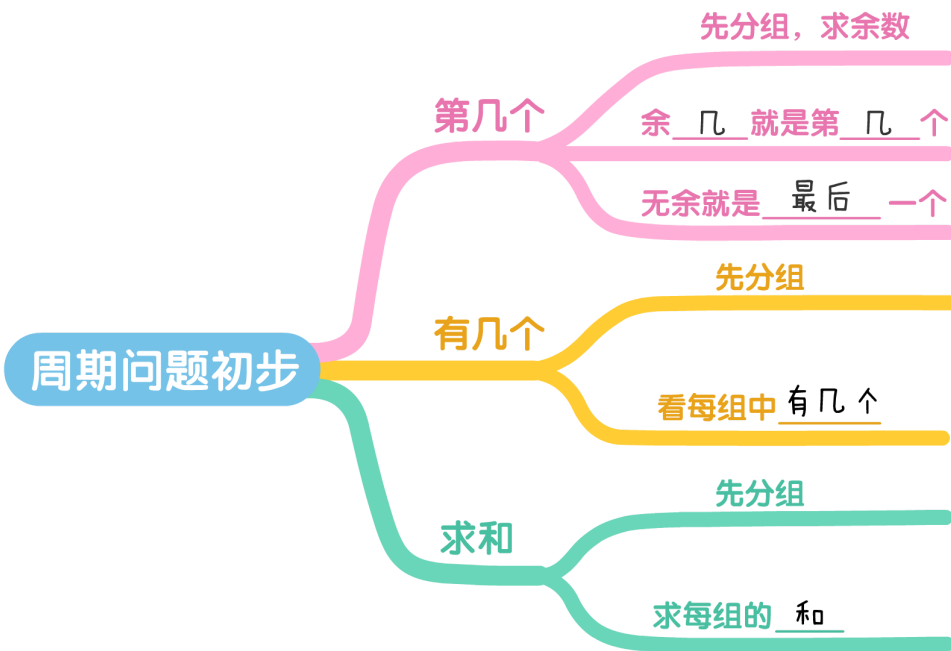 先分组，求余数
第几个
余 几 就是第 几 个
无余就是 最后 一个
先分组
有几个
周期问题初步
看每组中 有几个
先分组
求和
求每组的 和